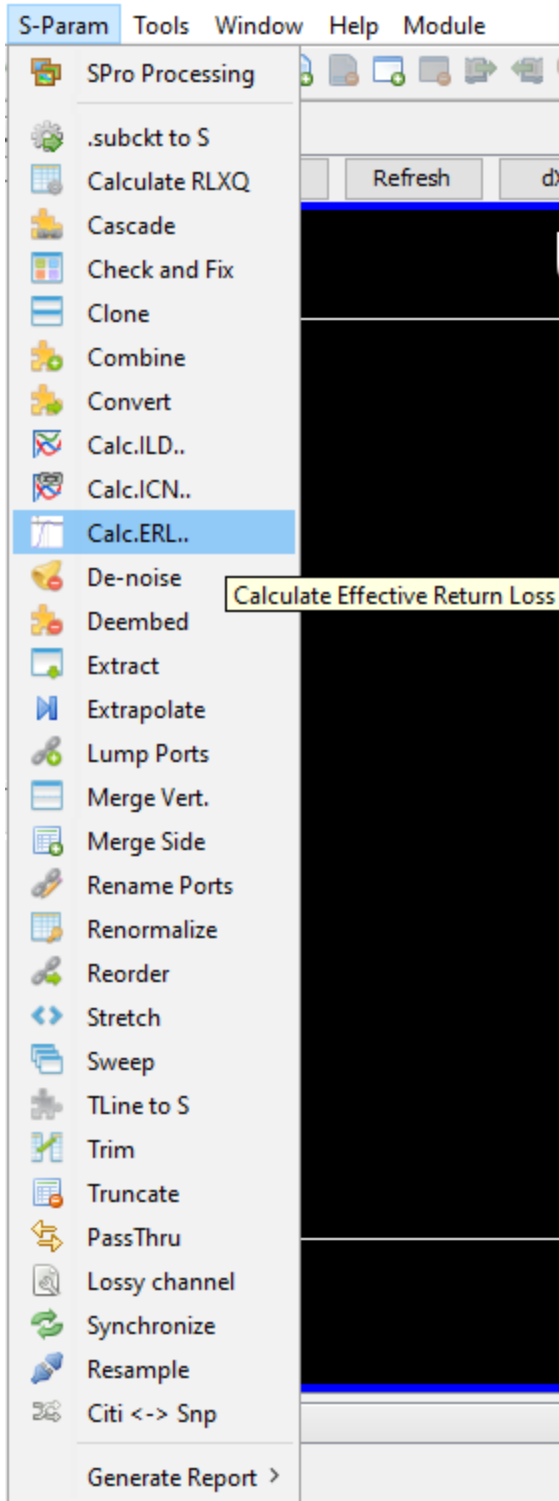 S-Param Tools Window Help Module
SPro Processing
.subckt to S
Calculate RLXQ
Refresh
Cascade
Check and Fix
Clone
Combine
Convert
Calc.ILD..
Calc.ICN..
Calc.ERL..
De-noise
Calculate Effective Return Loss
Deembed
Extract
Extrapolate
Lump Ports
Merge Vert.
Merge Side
Rename Ports
Renormalize
Reorder
Stretch
Sweep
TLine to S
Trim
Truncate
PassThru
Lossy channel
Synchronize
Resample
Citi <-> Snp
Generate Report >